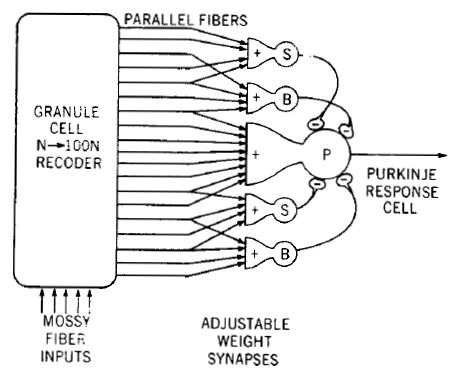 PARALLEL FIBERS
GRANULE
CELL
N→100N
RECODER
+ S
+ B
+ P
+ S
+ B
PURKINJE
RESPONSE
CELL
MOSSY
FIBER
INPUTS
ADJUSTABLE
WEIGHT
SYNAPSES